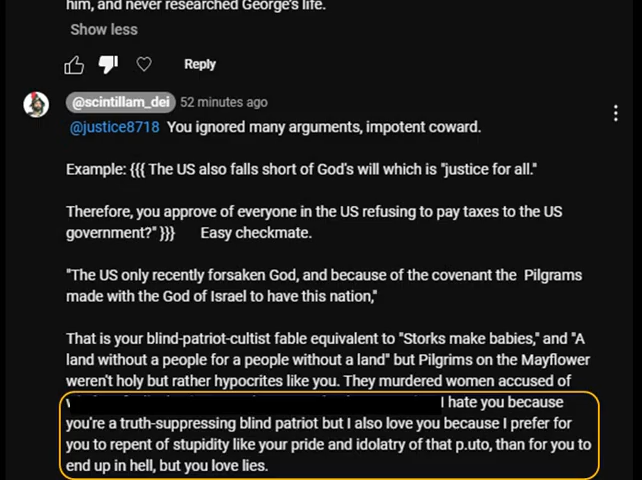 him, and never researched George's life.
Show less
Reply
@scintillam_dei 52 minutes ago
@justice8718 You ignored many arguments, impotent coward.
Example: {{{ The US also falls short of God's will which is "justice for all."
Therefore, you approve of everyone in the US refusing to pay taxes to the US
government?" }}} Easy checkmate.
"The US only recently forsaken God, and because of the covenant the Pilgrams
made with the God of Israel to have this nation,"
That is your blind-patriot-cultist fable equivalent to "Storks make babies," and "A
land without a people for a people without a land" but Pilgrims on the Mayflower
weren't holy but rather hypocrites like you. They murdered women accused of
I hate you because
you're a truth-suppressing blind patriot but I also love you because I prefer for
you to repent of stupidity like your pride and idolatry of that p.uto, than for you to
end up in hell, but you love lies.